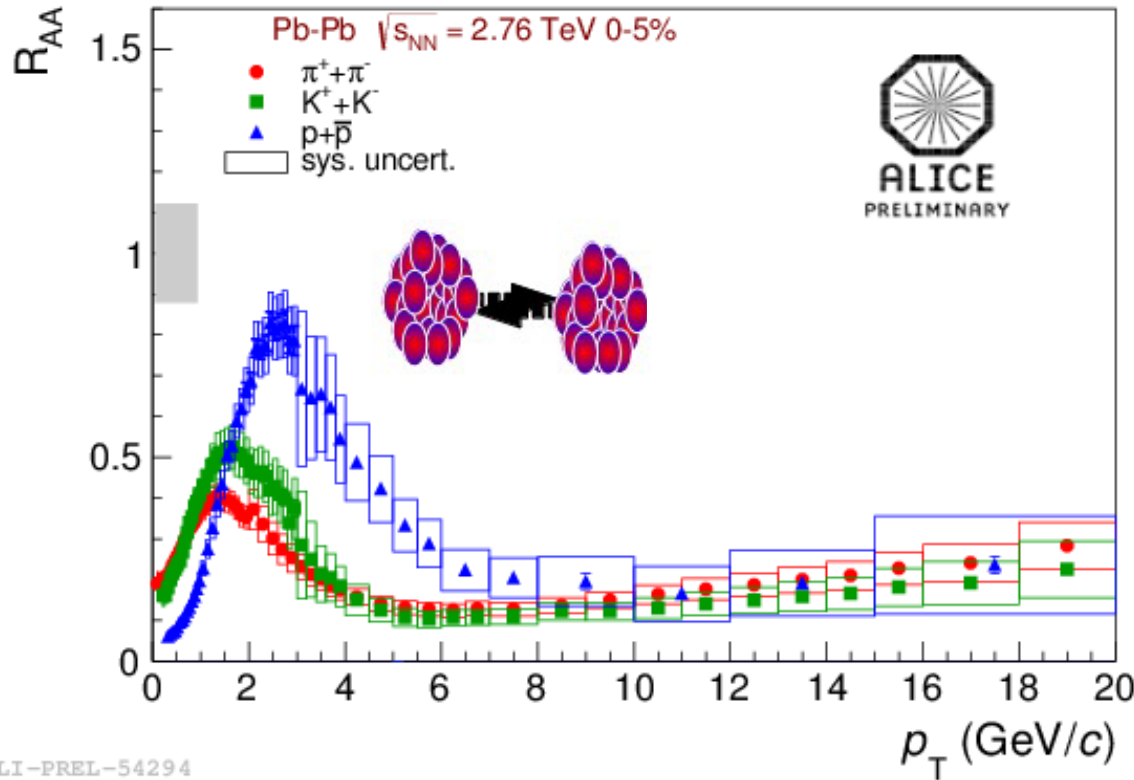 Pb-Pb √sNN = 2.76 TeV 0-5%
π⁺+π⁻
K⁺+K⁻
p+p̅
sys. uncert.
ALICE
PRELIMINARY
RAA
1.5
1
0.5
0
0 2 4 6 8 10 12 14 16 18 20
pT (GeV/c)
LI-PREL-54294